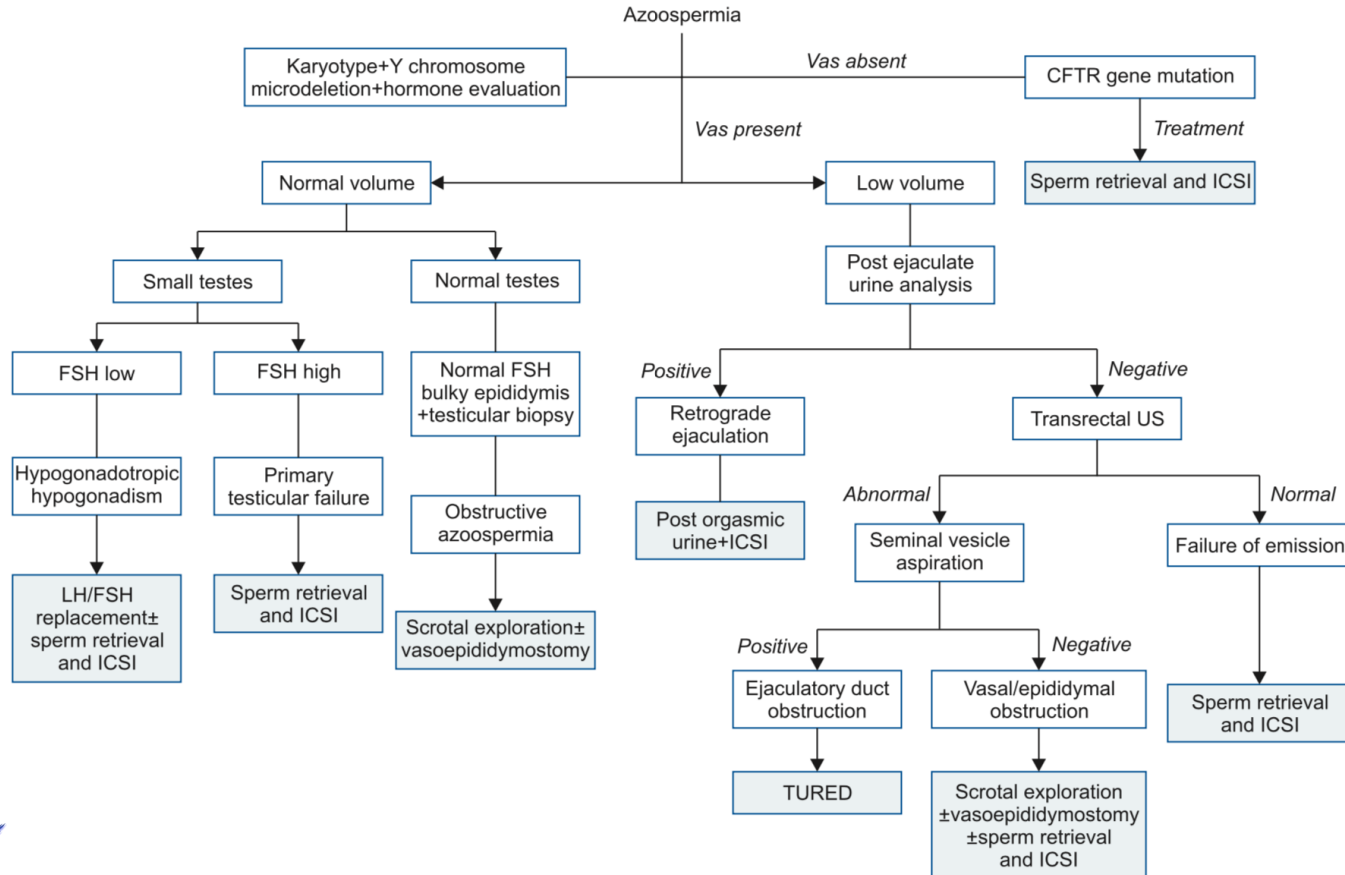 Azoospermia
Karyotype+Y chromosome
microdeletion+hormone evaluation
Vas absent
CFTR gene mutation
Vas present
Treatment
Normal volume
Low volume
Sperm retrieval and ICSI
Small testes
Normal testes
Post ejaculate
urine analysis
FSH low
FSH high
Normal FSH
bulky epididymis
+testicular biopsy
Positive
Negative
Retrograde
ejaculation
Transrectal US
Hypogonadotropic
hypogonadism
Primary
testicular failure
Obstructive
azoospermia
Post orgasmic
urine+ICSI
Abnormal
Normal
Seminal vesicle
aspiration
Failure of emission
LH/FSH
replacement±
sperm retrieval
and ICSI
Sperm retrieval
and ICSI
Scrotal exploration±
vasoepididymostomy
Positive
Negative
Ejaculatory duct
obstruction
Vasal/epididymal
obstruction
Sperm retrieval
and ICSI
TURED
Scrotal exploration
±vasoepididymostomy
±sperm retrieval
and ICSI